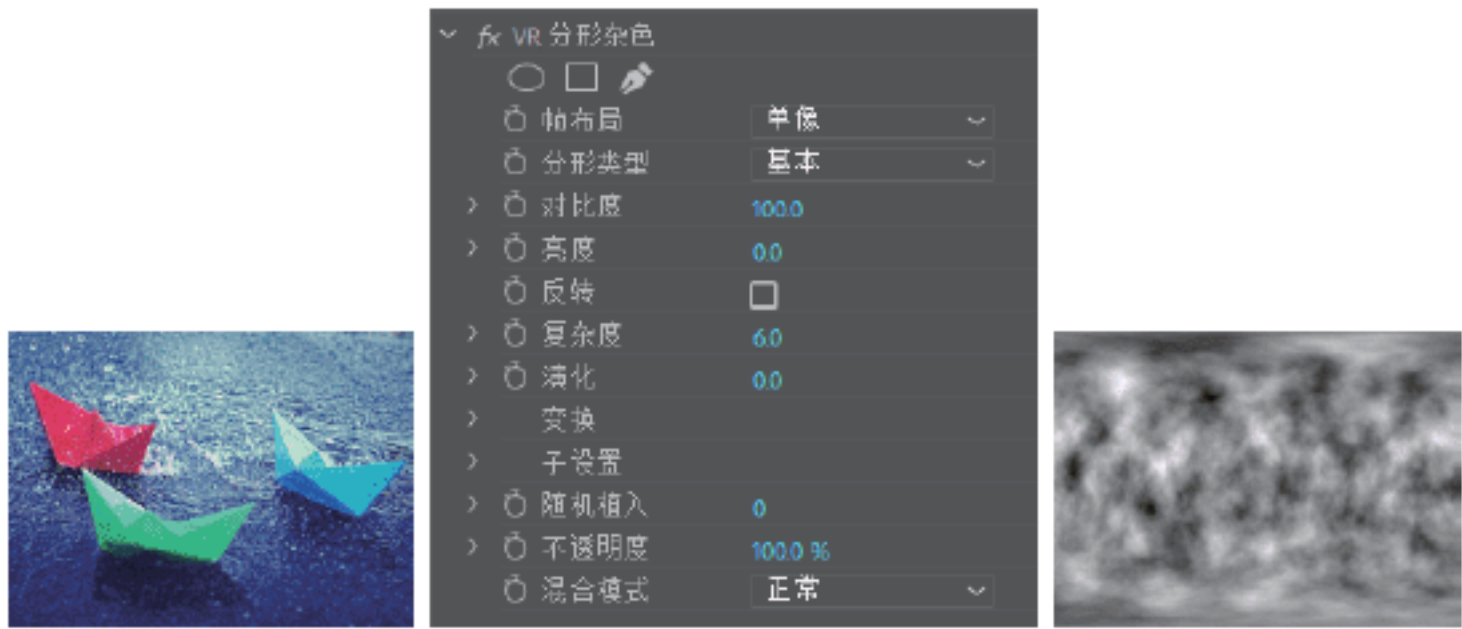 fx VR 分形杂色
帧布局 单像
分形类型 基本
对比度 100.0
亮度 0.0
反转
复杂度 6.0
演化 0.0
变换
子设置
随机植入 0
不透明度 100.0 %
混合模式 正常